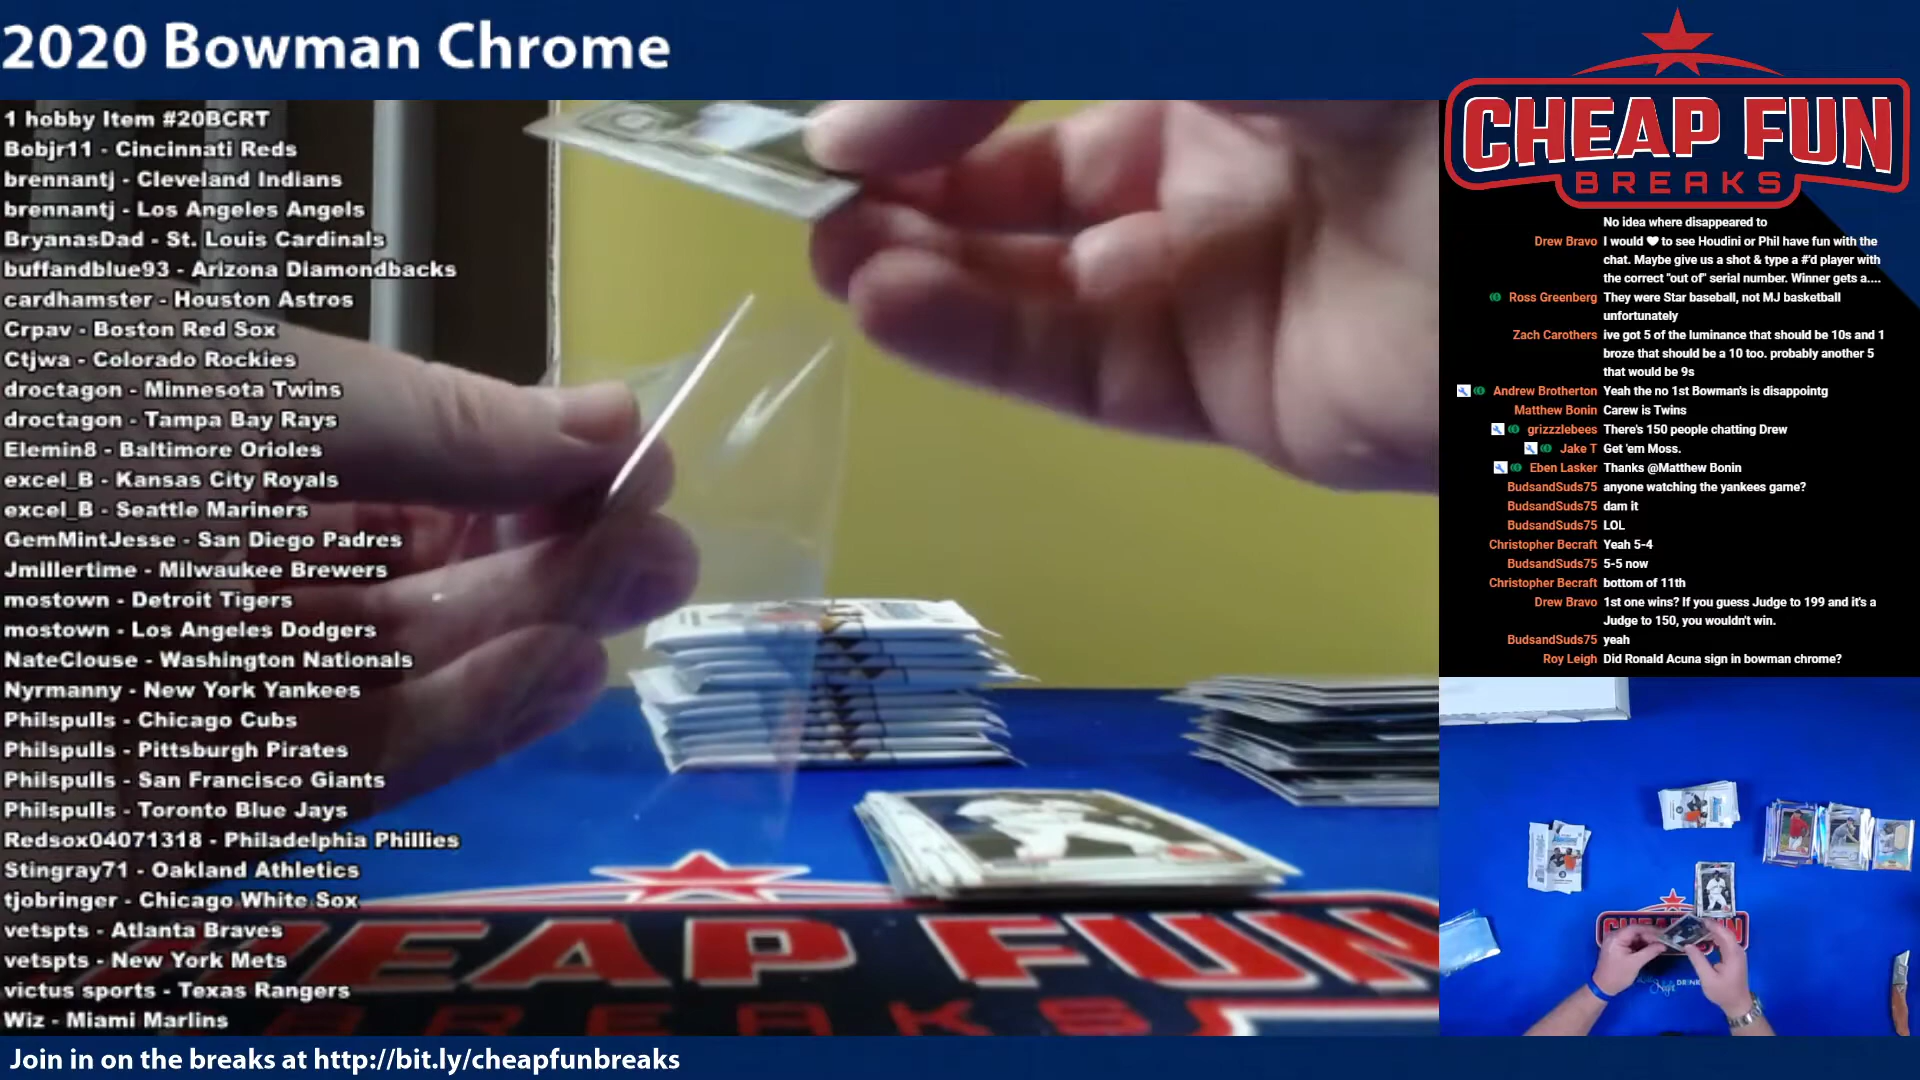 2020 Bowman Chrome
1 hobby Item #20BCRT
Bobjr11 - Cincinnati Reds
brennantj - Cleveland Indians
brennantj - Los Angeles Angels
BryanasDad - St. Louis Cardinals
buffandblue93 - Arizona Diamondbacks
cardhamster - Houston Astros
Crpav - Boston Red Sox
Ctjwa - Colorado Rockies
droctagon - Minnesota Twins
droctagon - Tampa Bay Rays
Elemin8 - Baltimore Orioles
excel_B - Kansas City Royals
excel_B - Seattle Mariners
GemMintJesse - San Diego Padres
Jmillertime - Milwaukee Brewers
mostown - Detroit Tigers
mostown - Los Angeles Dodgers
NateClouse - Washington Nationals
Nyrmanny - New York Yankees
Philspulls - Chicago Cubs
Philspulls - Pittsburgh Pirates
Philspulls - San Francisco Giants
Philspulls - Toronto Blue Jays
Redsox04071318 - Philadelphia Phillies
Stingray71 - Oakland Athletics
tjobringer - Chicago White Sox
vetspts - Atlanta Braves
vetspts - New York Mets
victus sports - Texas Rangers
Wiz - Miami Marlins
Join in on the breaks at http://bit.ly/cheapfunbreaks
CHEAP FUN
BREAKS
No idea where disappeared to
Drew Bravo I would ❤ to see Houdini or Phil have fun with the
chat. Maybe give us a shot & type a #'d player with
the correct "out of" serial number. Winner gets a....
Ross Greenberg They were Star baseball, not MJ basketball
unfortunately
Zach Carothers ive got 5 of the luminance that should be 10s and 1
broze that should be a 10 too. probably another 5
that would be 9s
Andrew Brotherton Yeah the no 1st Bowman's is disappointg
Matthew Bonin Carew is Twins
grizzzlebees There's 150 people chatting Drew
Jake T Get 'em Moss.
Eben Lasker Thanks @Matthew Bonin
BudsandSuds75 anyone watching the yankees game?
BudsandSuds75 dam it
BudsandSuds75 LOL
Christopher Becraft Yeah 5-4
BudsandSuds75 5-5 now
Christopher Becraft bottom of 11th
Drew Bravo 1st one wins? If you guess Judge to 199 and it's a
Judge to 150, you wouldn't win.
BudsandSuds75 yeah
Roy Leigh Did Ronald Acuna sign in bowman chrome?
EAP FUN
BREAKS